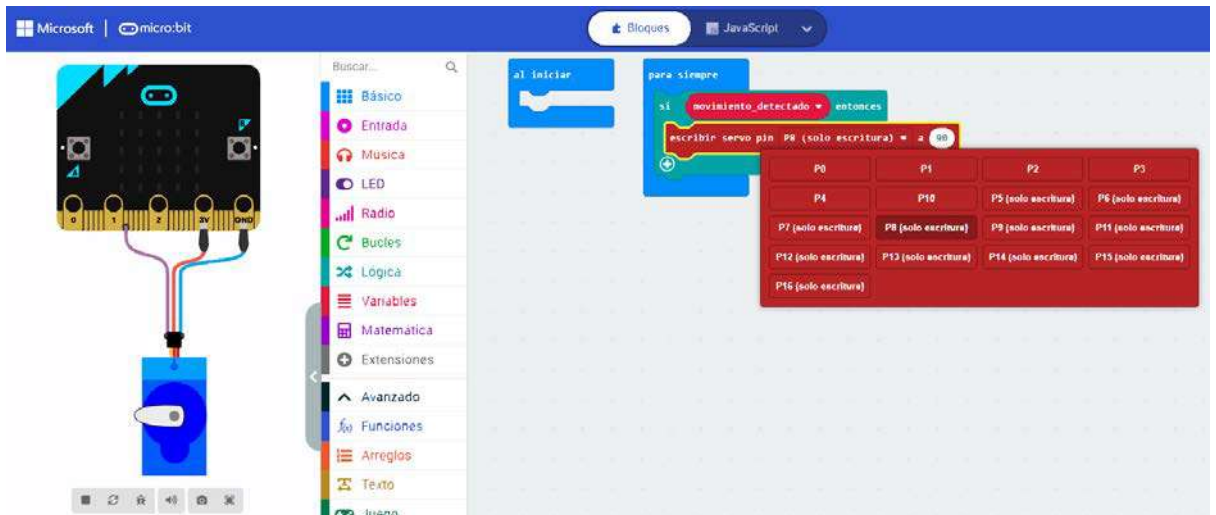 Microsoft micro:bit
Bloques JavaScript
B
A
0 1 2 3V GND
Buscar...
Básico
Entrada
Música
LED
Radio
Bucles
Lógica
Variables
Matemática
Extensiones
Avanzado
f(x) Funciones
Arreglos
Texto
Juego
al iniciar
para siempre
si movimiento_detectado entonces
escribir servo pin P8 (solo escritura) a 90
P0 P1 P2 P3
P4 P10 P5 (solo escritura) P6 (solo escritura)
P7 (solo escritura) P8 (solo escritura) P9 (solo escritura) P11 (solo escritura)
P12 (solo escritura) P13 (solo escritura) P14 (solo escritura) P15 (solo escritura)
P16 (solo escritura)